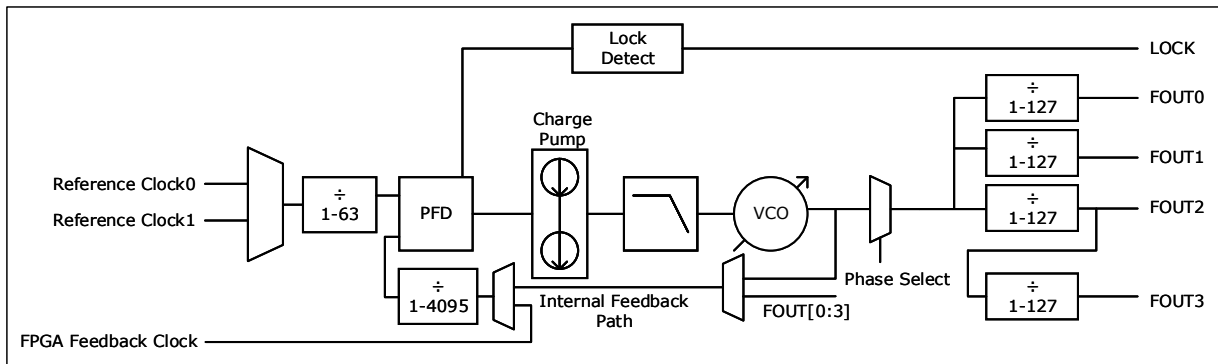 Lock
Detect
LOCK
÷
1-127
FOUT0
Charge
Pump
÷
1-127
FOUT1
Reference Clock0
Reference Clock1
÷
1-63
PFD
VCO
÷
1-127
FOUT2
÷
1-4095
Internal Feedback
Path
Phase Select
FOUT[0:3]
÷
1-127
FOUT3
FPGA Feedback Clock